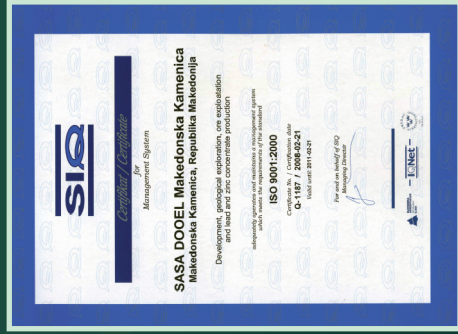 SIQ
Certifikat / Certificate
for
Management System
SASA DOOEL Makedonska Kamenica
Makedonska Kamenica, Republika Makedonija
Development, geological exploration, ore exploatation
and lead and zinc concentrate production
adequately operates and maintains a management system
which meets the requirements of the standard
ISO 9001:2000
Certificate No. / Certification date
Q-1187 / 2008-02-21
Valid until: 2011-02-21
For and on behalf of SIQ
Managing Director
IQNet